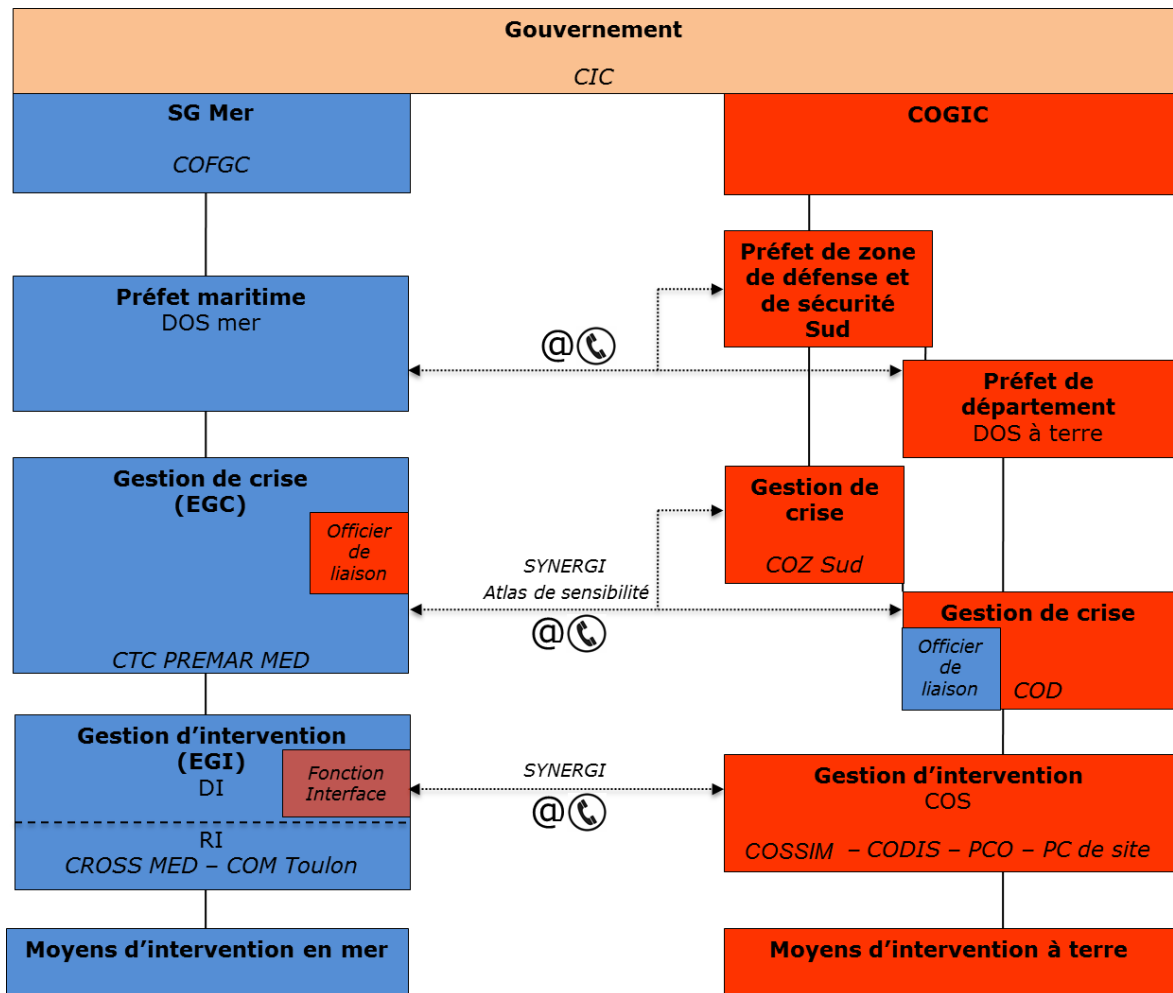 Gouvernement
CIC
SG Mer
COFGC
COGIC
Préfet de zone
de défense et
de sécurité
Sud
Préfet maritime
DOS mer
@
Préfet de
département
DOS à terre
Gestion de crise
(EGC)
Officier
de
liaison
CTC PREMAR MED
SYNERGI
Atlas de sensibilité
@
Gestion de
crise
COZ Sud
Gestion de crise
Officier
de
liaison
COD
Gestion d’intervention
(EGI)
DI
Fonction
Interface
RI
CROSS MED – COM Toulon
SYNERGI
@
Gestion d’intervention
COS
COSSIM – CODIS – PCO – PC de site
Moyens d’intervention en mer
Moyens d’intervention à terre